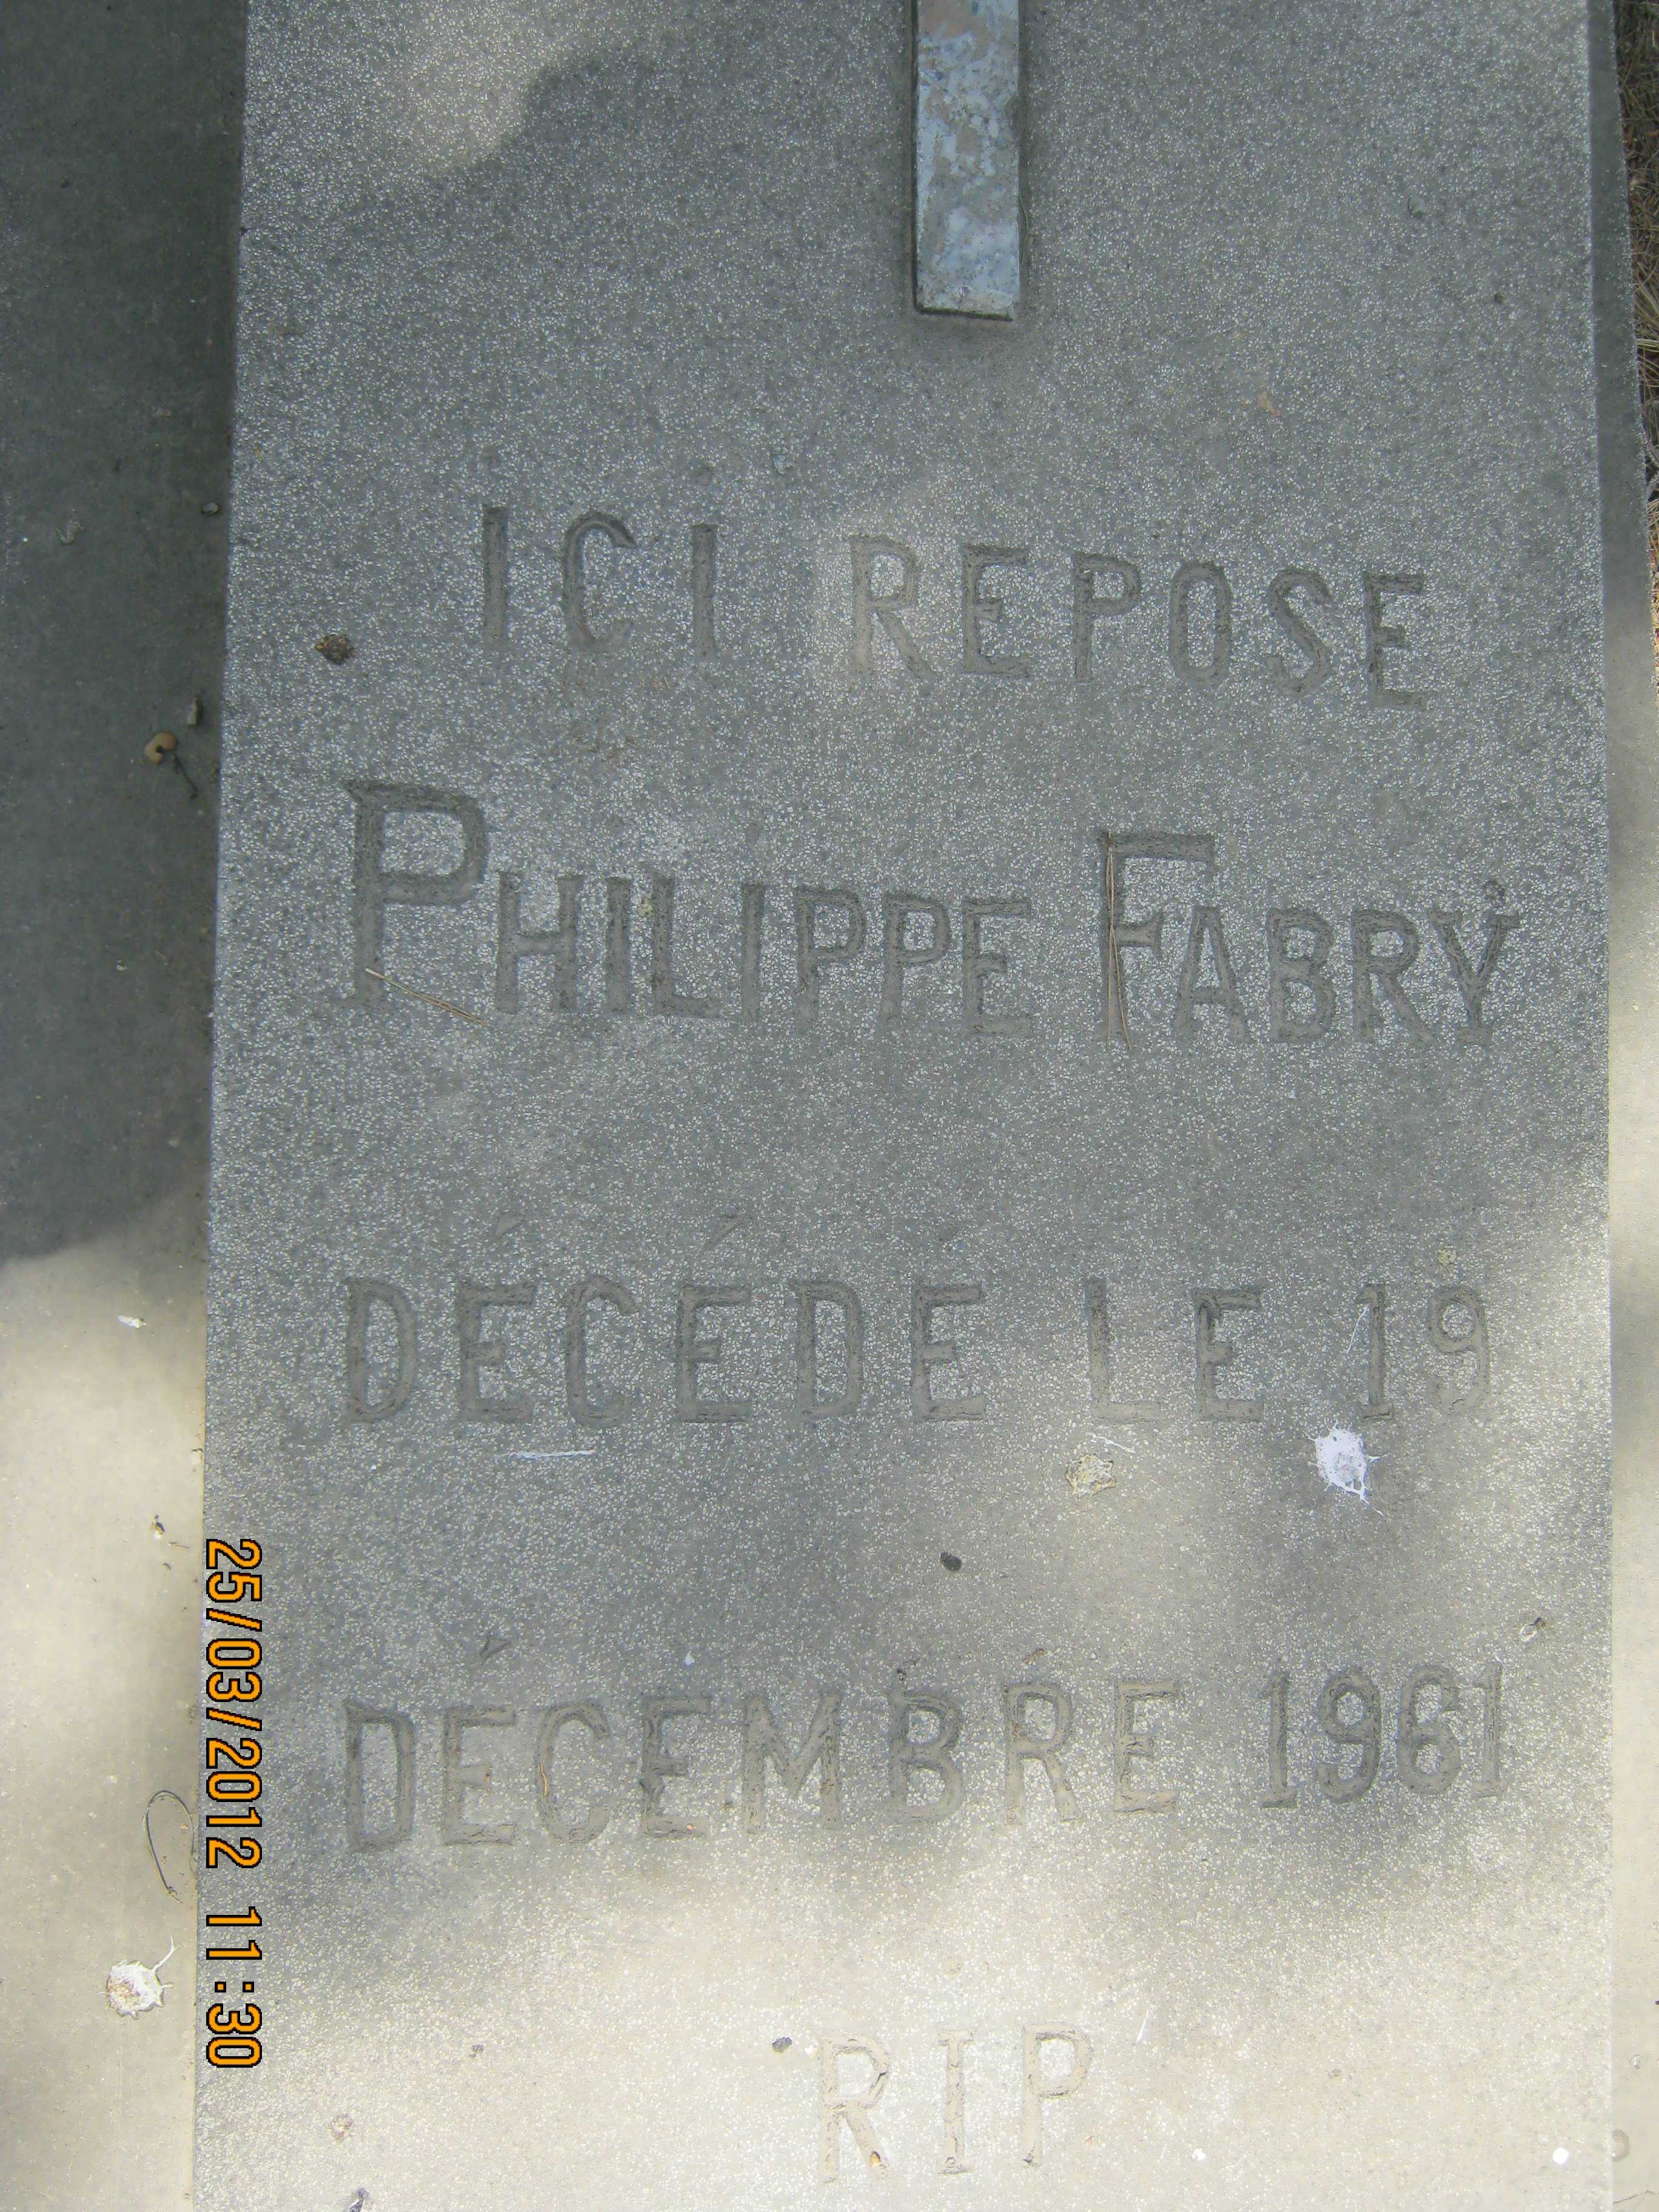 ICI REPOSE
PHILIPPE FABRY
DÉCÉDÉ LE 19
DÉCEMBRE 1961
RIP
25/03/2012 11:30